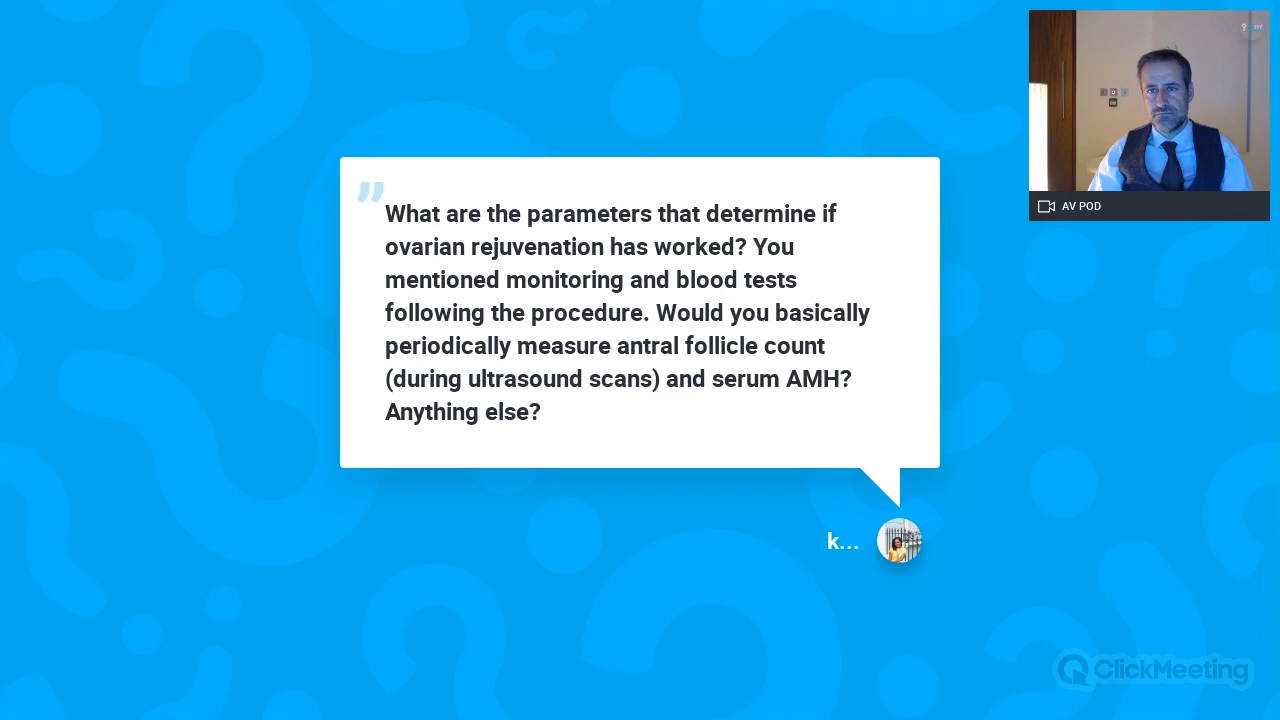 What are the parameters that determine if
ovarian rejuvenation has worked? You
mentioned monitoring and blood tests
following the procedure. Would you basically
periodically measure antral follicle count
(during ultrasound scans) and serum AMH?
Anything else?
k...
AV POD
ClickMeeting